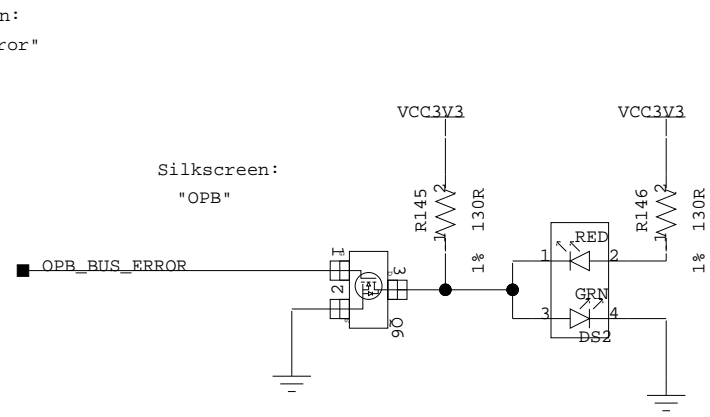 n:
ror"
VCC3V3
VCC3V3
Silkscreen:
"OPB"
R145
2
1
130R
1%
R146
2
1
130R
1%
OPB_BUS_ERROR
1
2
3
Q6
RED
1
2
GRN
3
4
DS2